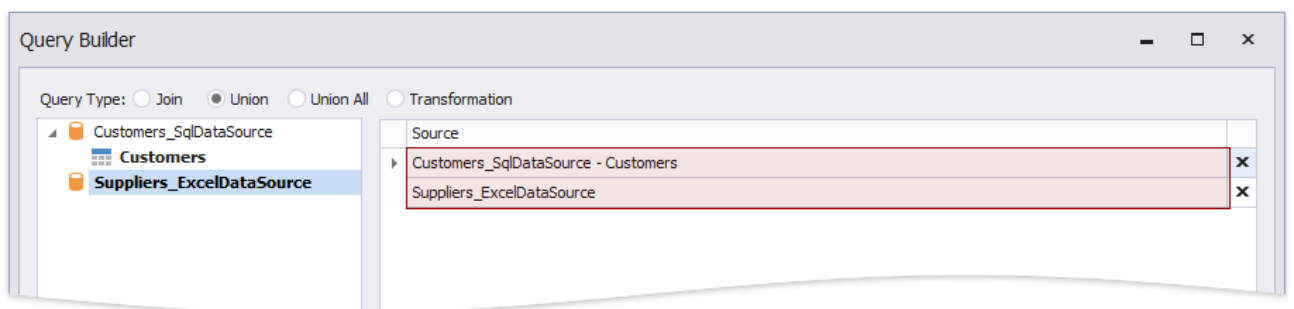 Query Builder
Query Type: Join Union Union All Transformation
Customers_SqlDataSource
Customers
Suppliers_ExcelDataSource
Source
Customers_SqlDataSource - Customers
Suppliers_ExcelDataSource